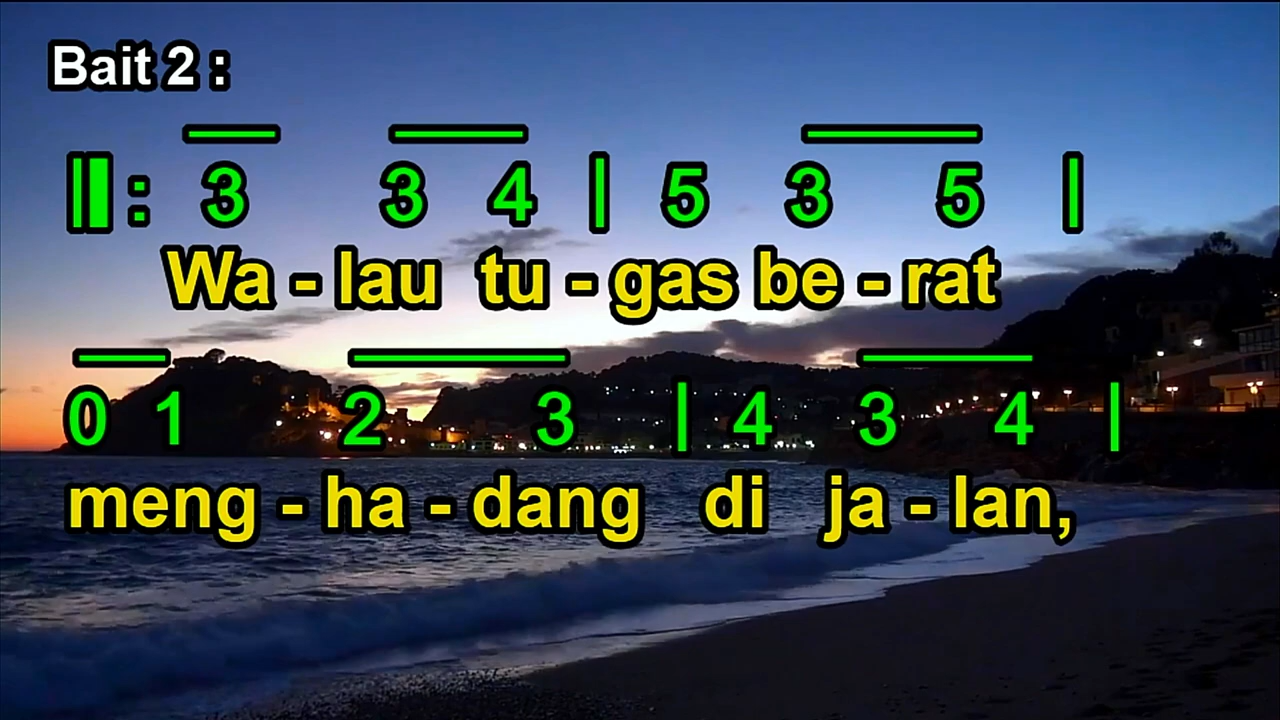 Bait 2 :
‖ : 3 3 4 | 5 3 5 |
Wa - lau tu - gas be - rat
0 1 2 3 | 4 3 4 |
meng - ha - dang di ja - lan,